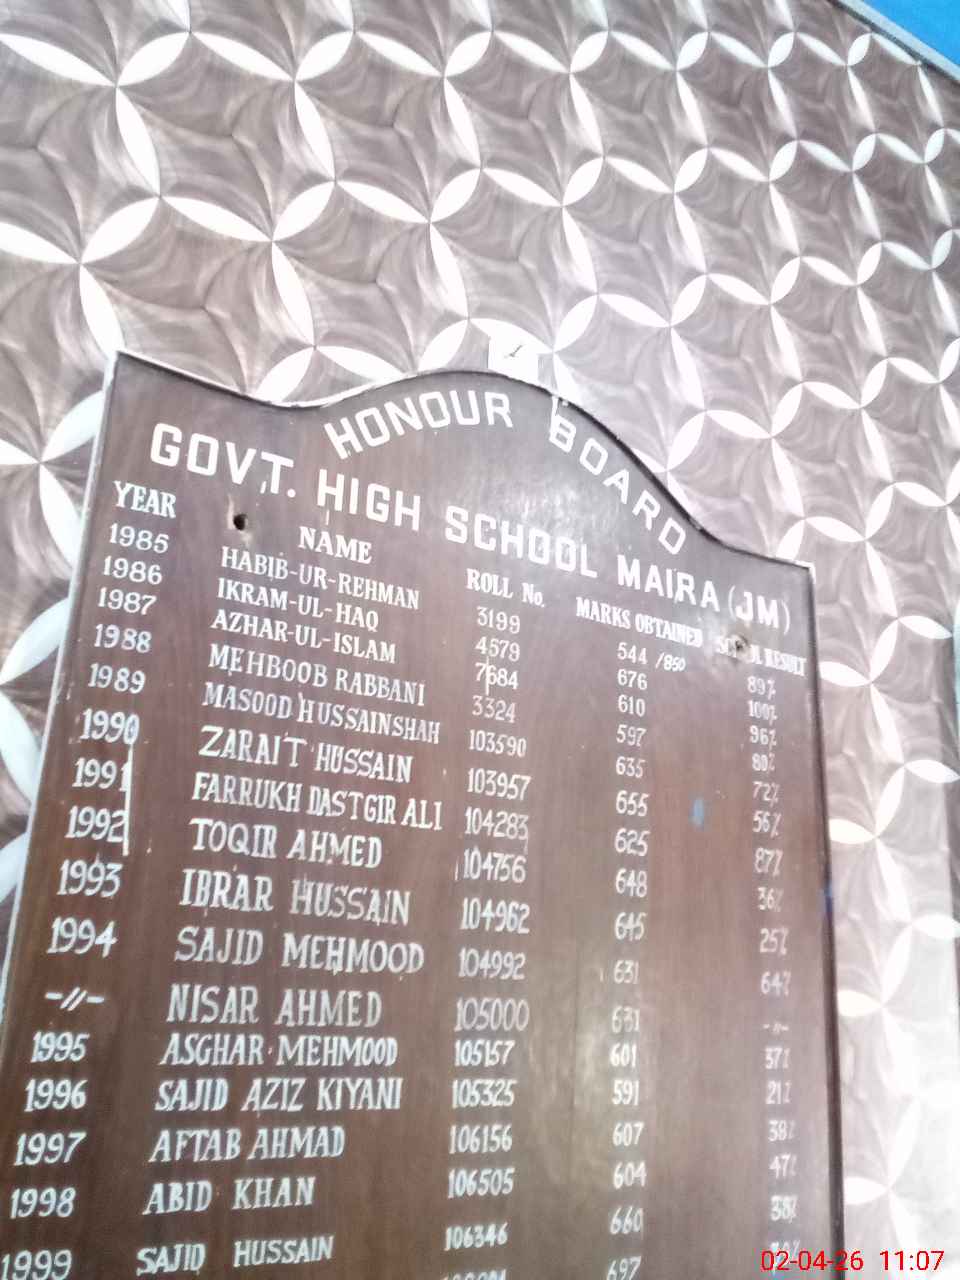 HONOUR BOARD
GOVT. HIGH SCHOOL MAIRA (JM)
YEAR NAME ROLL No. MARKS OBTAINED SCHOOL RESULT
1985 HABIB-UR-REHMAN 3199 544/850 89%
1986 IKRAM-UL-HAQ 4579 676 100%
1987 AZHAR-UL-ISLAM 7684 610 96%
1988 MEHBOOB RABBANI 3324 597 80%
1989 MASOOD HUSSAIN SHAH 103590 635 72%
1990 ZARAIT HUSSAIN 103957 655 56%
1991 FARRUKH DASTGIR ALI 104283 625 87%
1992 TOQIR AHMED 104756 648 36%
1993 IBRAR HUSSAIN 104962 645 25%
1994 SAJID MEHMOOD 104992 631 64%
-//- NISAR AHMED 105000 631 -//-
1995 ASGHAR MEHMOOD 105157 601 37%
1996 SAJID AZIZ KIYANI 105325 591 21%
1997 AFTAB AHMAD 106156 607 38%
1998 ABID KHAN 106505 604 47%
1999 SAJID HUSSAIN 106346 660 38%
697
02-04-26 11:07